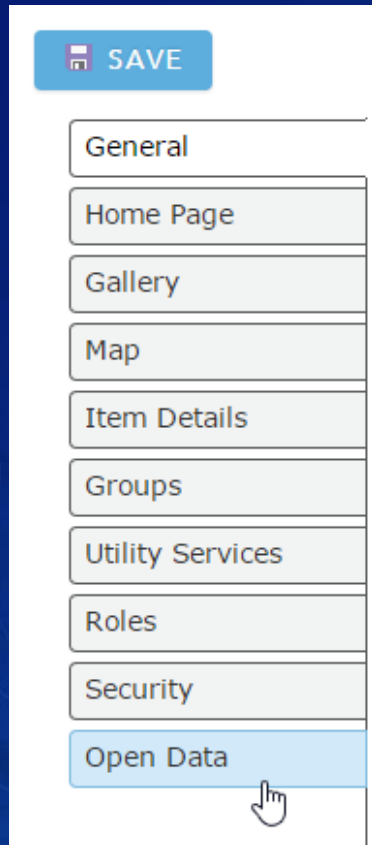 SAVE
General
Home Page
Gallery
Map
Item Details
Groups
Utility Services
Roles
Security
Open Data